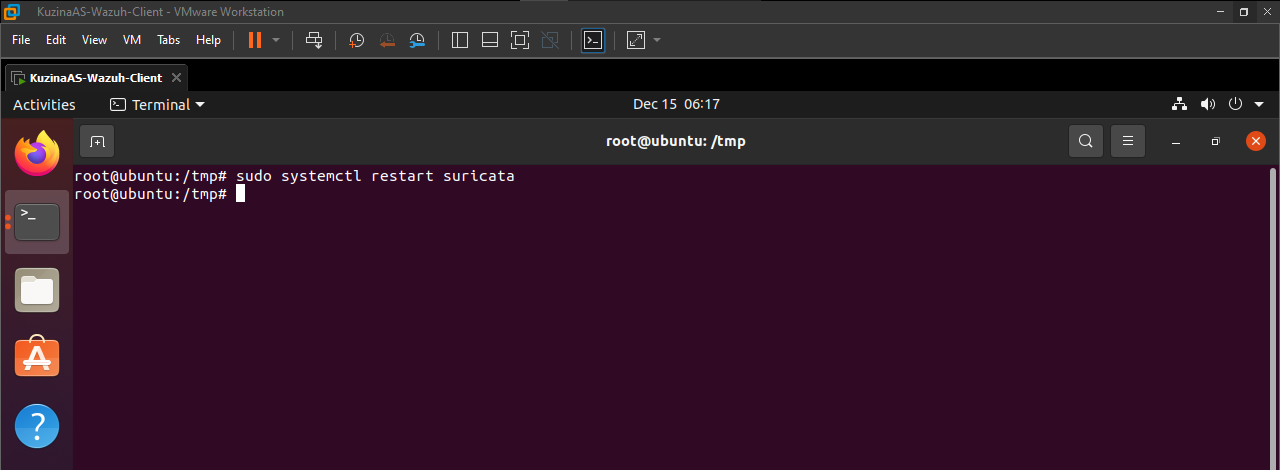 KuzinaAS-Wazuh-Client - VMware Workstation
File Edit View VM Tabs Help
KuzinaAS-Wazuh-Client
Activities Terminal Dec 15 06:17
root@ubuntu: /tmp
root@ubuntu:/tmp# sudo systemctl restart suricata
root@ubuntu:/tmp#